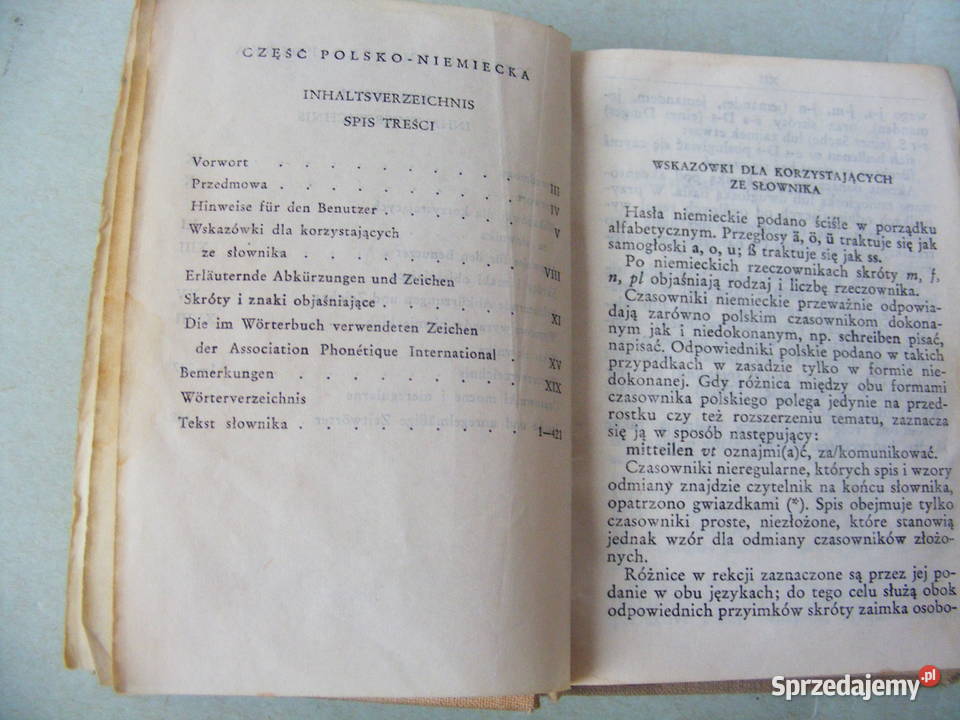 CZĘŚĆ POLSKO-NIEMIECKA
INHALTSVERZEICHNIS
SPIS TREŚCI
Vorwort . . . . . . . . III
Przedmowa . . . . . . . . IV
Hinweise für den Benutzer . . . . . V
Wskazówki dla korzystających
ze słownika . . . . . . . VIII
Erläuternde Abkürzungen und Zeichen
Skróty i znaki objaśniające . . . . . XI
Die im Wörterbuch verwendeten Zeichen
der Association Phonétique International . XV
Bemerkungen . . . . . . . XIX
Wörterverzeichnis
Tekst słownika . . . . . . . 1—421
WSKAZÓWKI DLA KORZYSTAJĄCYCH
ZE SŁOWNIKA
Hasła niemieckie podano ściśle w porządku
alfabetycznym. Przegłosy ä, ö, ü traktuje się jak
samogłoski a, o, u; ß traktuje się jak ss.
Po niemieckich rzeczownikach skróty m, f,
n, pl objaśniają rodzaj i liczbę rzeczownika.
Czasowniki niemieckie przeważnie odpowia-
dają zarówno polskim czasownikom dokona-
nym jak i niedokonanym, np. schreiben pisać,
napisać. Odpowiedniki polskie podano w takich
przypadkach w zasadzie tylko w formie nie-
dokonanej. Gdy różnica między obu formami
czasownika polskiego polega jedynie na przed-
rostku czy też rozszerzeniu tematu, zaznacza
się ją w sposób następujący:
mitteilen vt oznajmi(a)ć, za/komunikować.
Czasowniki nieregularne, których spis i wzory
odmiany znajdzie czytelnik na końcu słownika,
opatrzono gwiazdkami (*). Spis obejmuje tylko
czasowniki proste, niezłożone, które stanowią
jednak wzór dla odmiany czasowników złożo-
nych.
Różnice w rekcji zaznaczone są przez jej po-
danie w obu językach; do tego celu służą obok
odpowiednich przyimków skróty zaimka osobo-
Sprzedajemy.pl